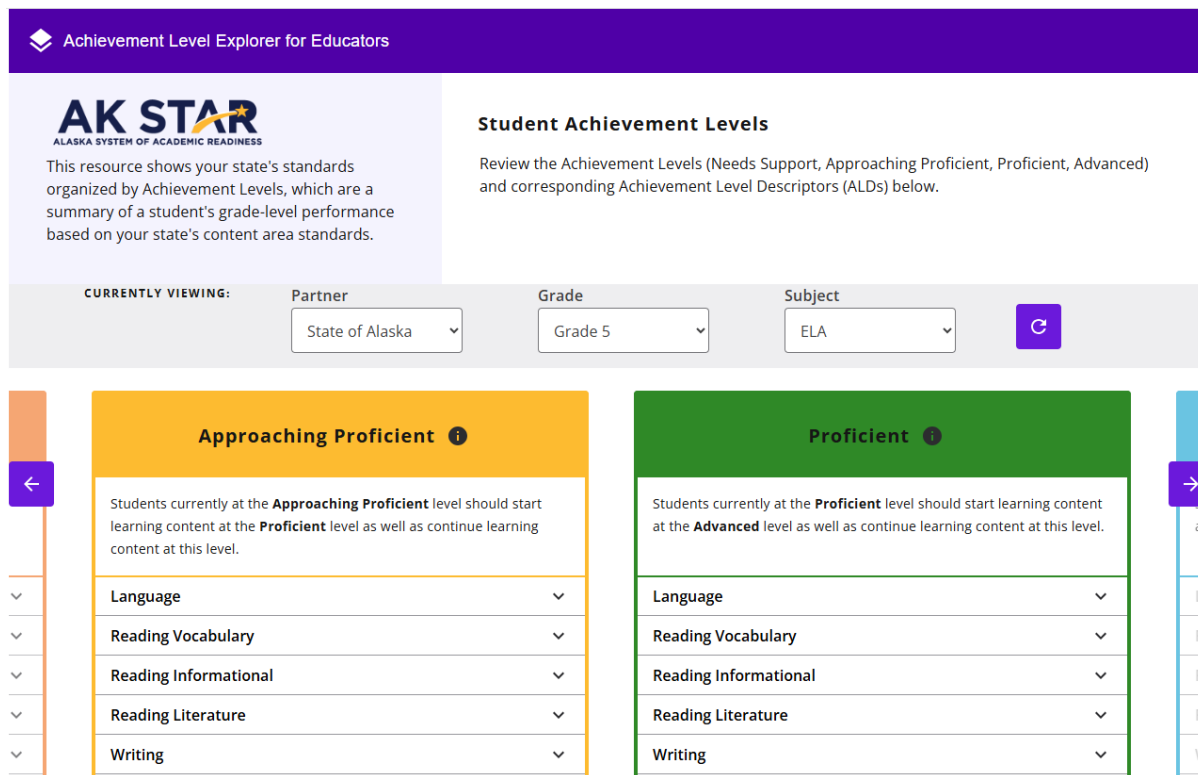 Achievement Level Explorer for Educators
AK STAR
ALASKA SYSTEM OF ACADEMIC READINESS
This resource shows your state's standards
organized by Achievement Levels, which are a
summary of a student's grade-level performance
based on your state's content area standards.
Student Achievement Levels
Review the Achievement Levels (Needs Support, Approaching Proficient, Proficient, Advanced)
and corresponding Achievement Level Descriptors (ALDs) below.
CURRENTLY VIEWING:
Partner
State of Alaska
Grade
Grade 5
Subject
ELA
Approaching Proficient
Students currently at the Approaching Proficient level should start
learning content at the Proficient level as well as continue learning
content at this level.
Language
Reading Vocabulary
Reading Informational
Reading Literature
Writing
Proficient
Students currently at the Proficient level should start learning content
at the Advanced level as well as continue learning content at this level.
Language
Reading Vocabulary
Reading Informational
Reading Literature
Writing